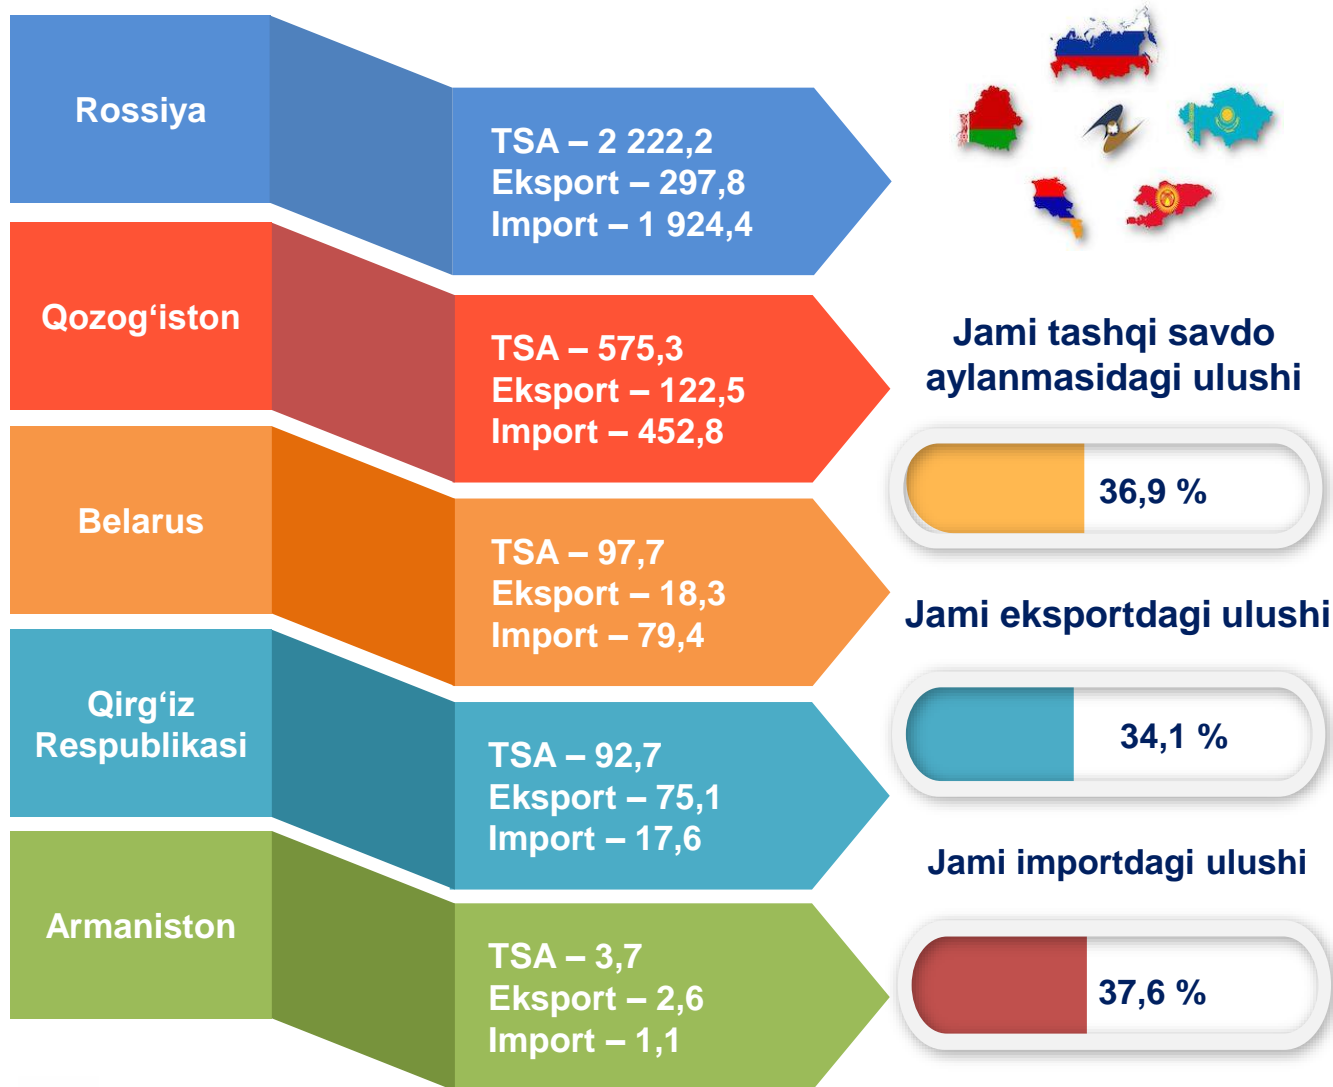 Rossiya
TSA – 2 222,2
Eksport – 297,8
Import – 1 924,4
Qozog‘iston
TSA – 575,3
Eksport – 122,5
Import – 452,8
Belarus
TSA – 97,7
Eksport – 18,3
Import – 79,4
Qirg‘iz
Respublikasi
TSA – 92,7
Eksport – 75,1
Import – 17,6
Armaniston
TSA – 3,7
Eksport – 2,6
Import – 1,1
Jami tashqi savdo
aylanmasidagi ulushi
36,9 %
Jami eksportdagi ulushi
34,1 %
Jami importdagi ulushi
37,6 %